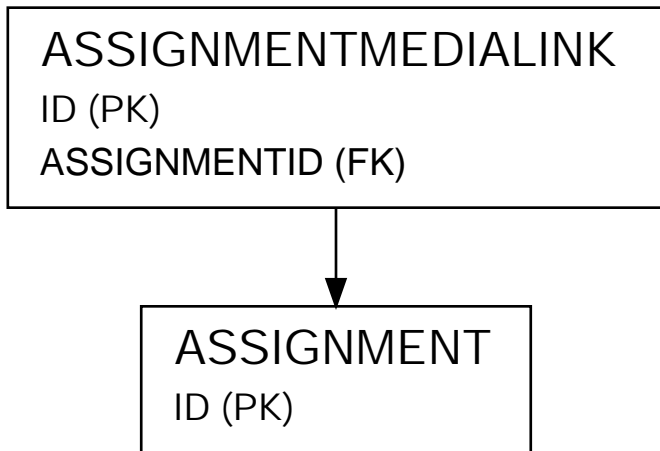 ASSIGNMENTMEDIALINK
ID (PK)
ASSIGNMENTID (FK)
ASSIGNMENT
ID (PK)